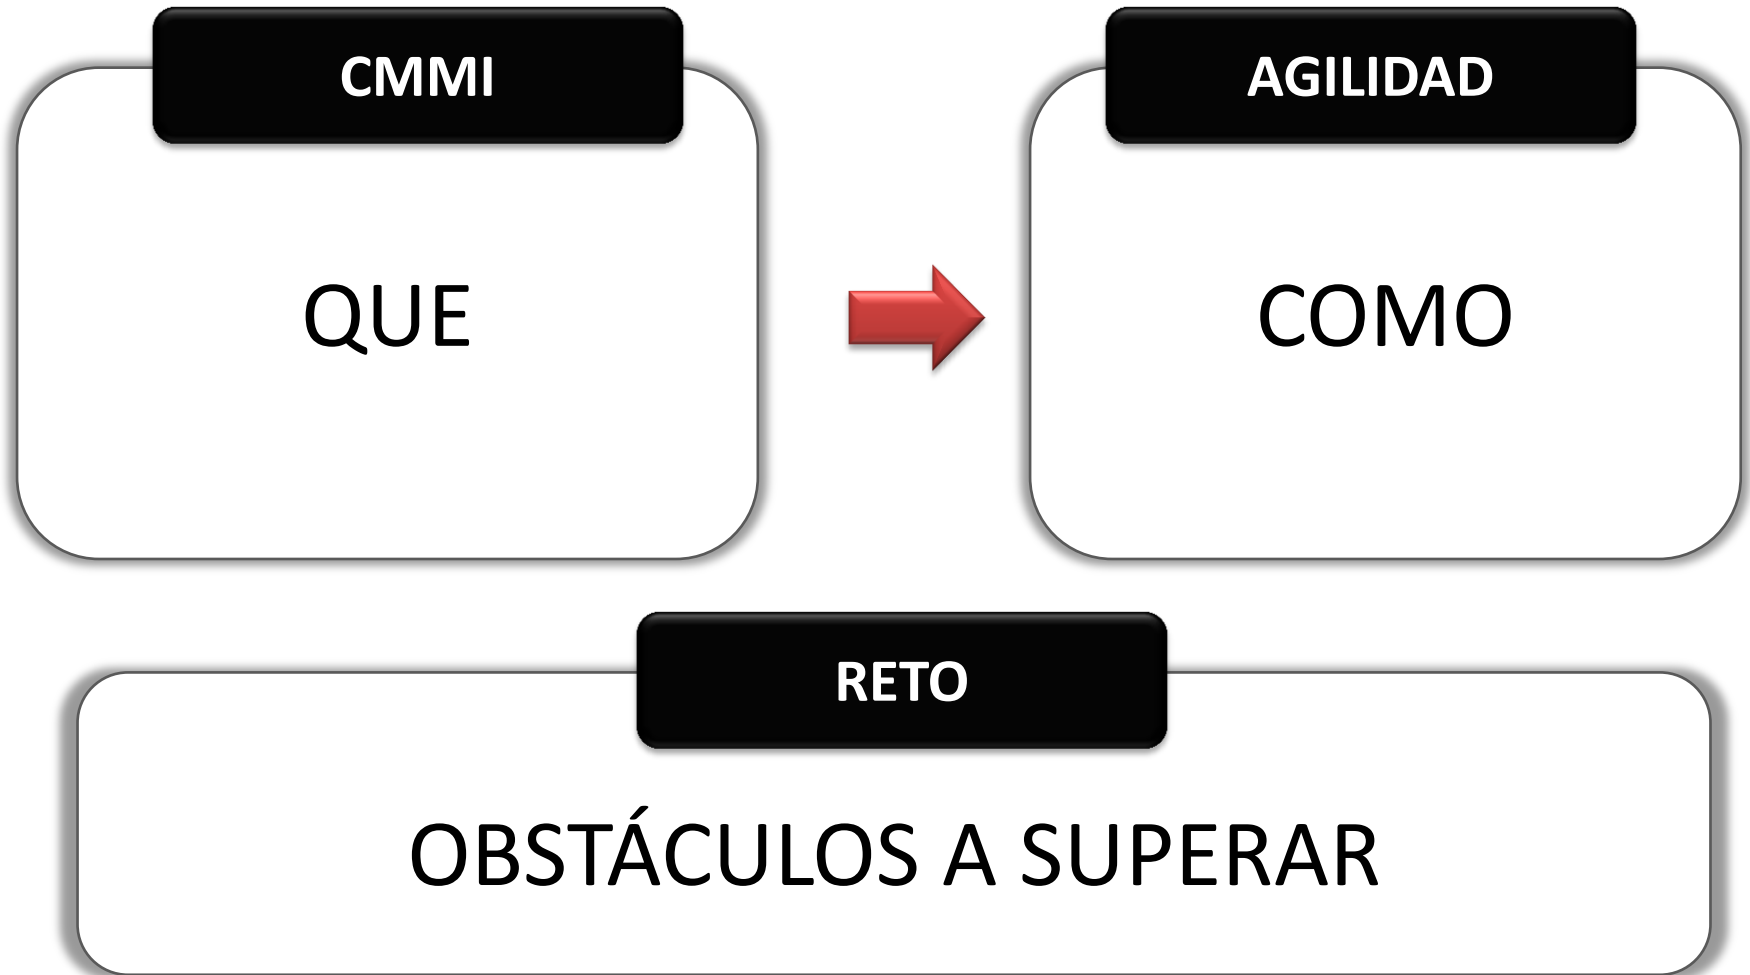 CMMI
QUE
AGILIDAD
COMO
RETO
OBSTÁCULOS A SUPERAR